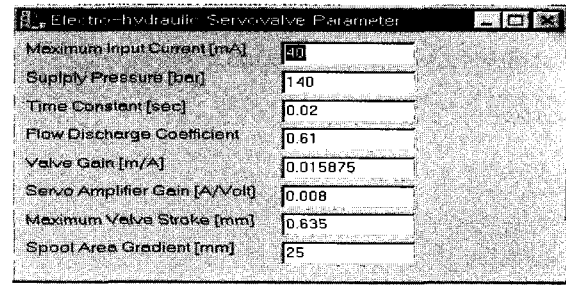 Electro-hydraulic Servovalve Parameter
Maximum Input Current [mA] 40
Suplply Pressure [bar] 140
Time Constant [sec] 0.02
Flow Discharge Coefficient 0.61
Valve Gain [m/A] 0.015875
Servo Amplifier Gain [A/Volt] 0.008
Maximum Valve Stroke [mm] 0.635
Spool Area Gradient [mm] 25